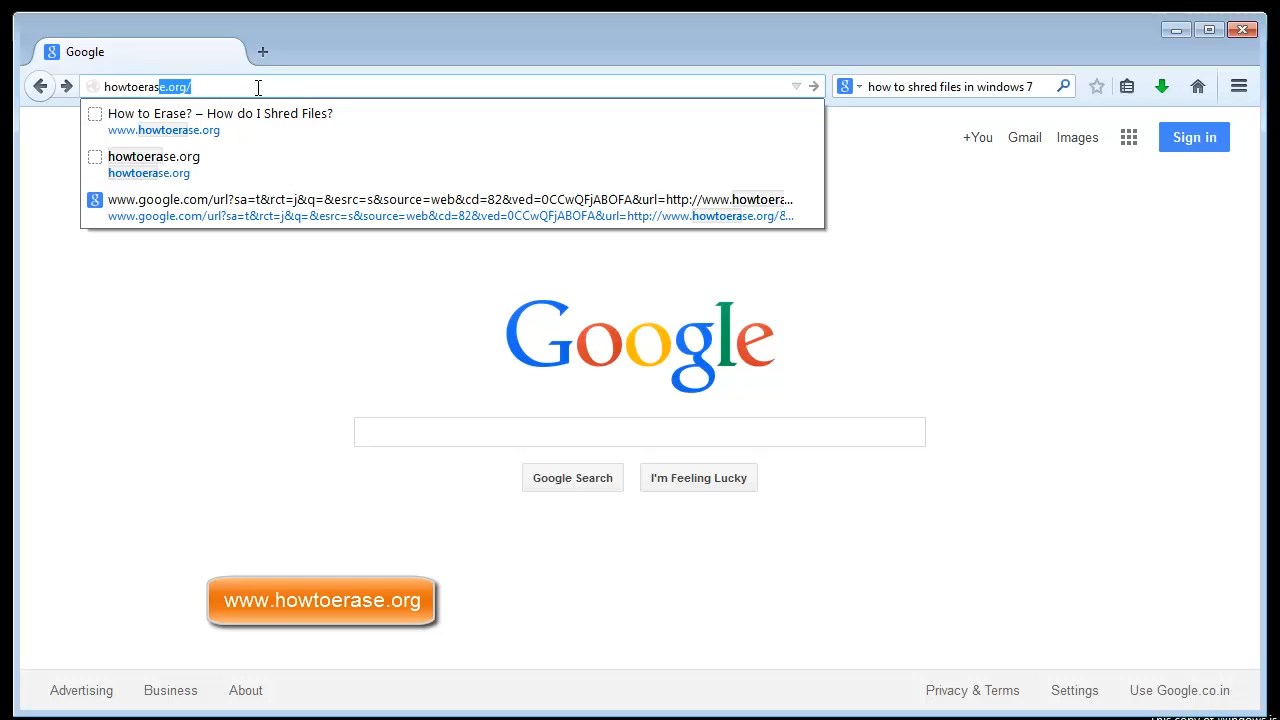 Google
howtoerase.org/
how to shred files in windows 7
How to Erase? – How do I Shred Files?
www.howtoerase.org
howtoerase.org
howtoerase.org
www.google.com/url?sa=t&rct=j&q=&esrc=s&source=web&cd=82&ved=0CCwQFjABOFA&url=http://www.howtoera...
www.google.com/url?sa=t&rct=j&q=&esrc=s&source=web&cd=82&ved=0CCwQFjABOFA&url=http://www.howtoerase.org/&...
+You Gmail Images Sign in
Google
Google Search I'm Feeling Lucky
www.howtoerase.org
Advertising Business About Privacy & Terms Settings Use Google.co.in